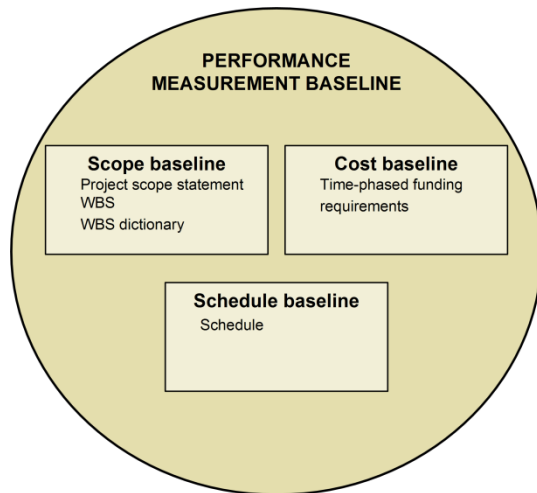 PERFORMANCE
MEASUREMENT BASELINE
Scope baseline
Project scope statement
WBS
WBS dictionary
Cost baseline
Time-phased funding
requirements
Schedule baseline
Schedule